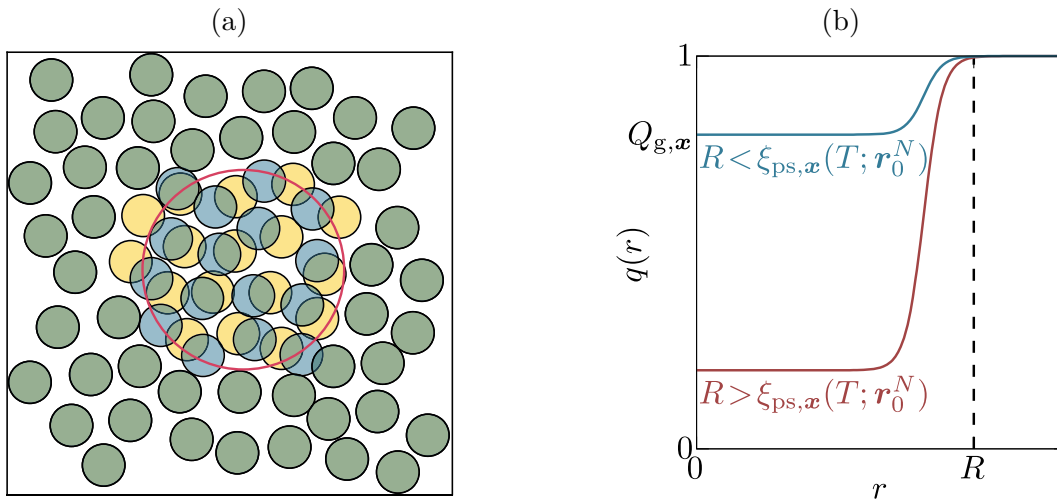 (a)
(b)
1
Q_{g,x}
R < ξ_{ps,x}(T; r_0^N)
q(r)
R > ξ_{ps,x}(T; r_0^N)
0
0
R
r